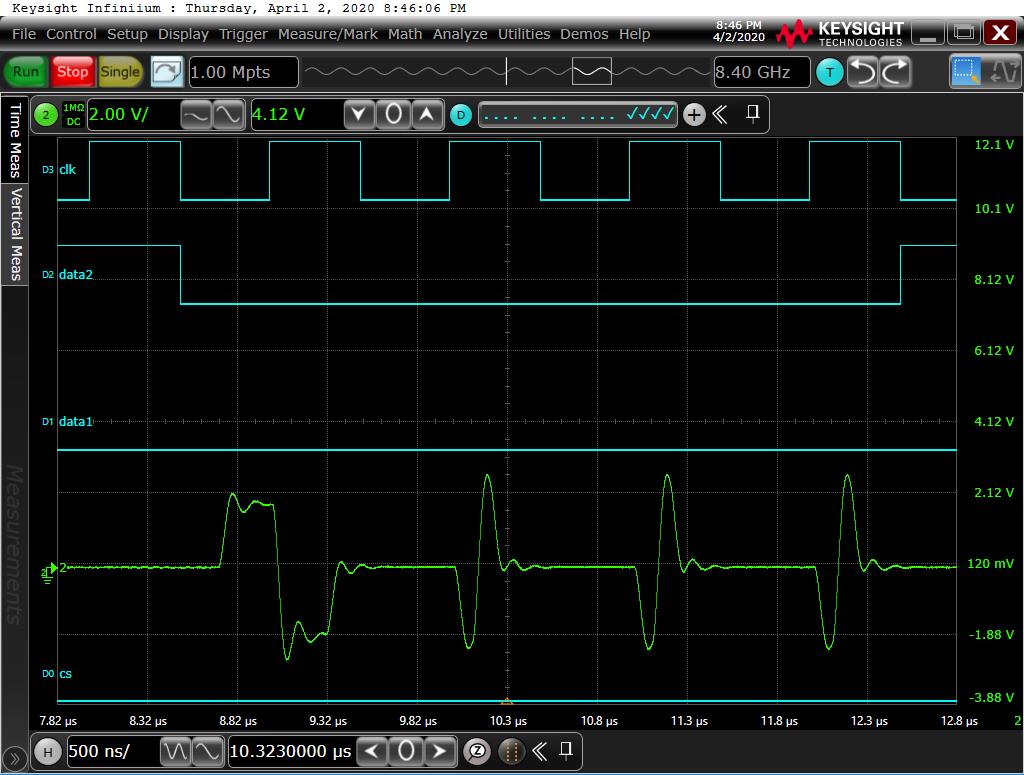 Keysight Infiniium : Thursday, April 2, 2020 8:46:06 PM
File Control Setup Display Trigger Measure/Mark Math Analyze Utilities Demos Help
8:46 PM
4/2/2020
KEYSIGHT
TECHNOLOGIES
X
Run Stop Single 1.00 Mpts 8.40 GHz T
2 1MΩ DC 2.00 V/ 4.12 V 0 D
Time Meas
Vertical Meas
Measurements
12.1 V
D3 clk
10.1 V
D2 data2
8.12 V
6.12 V
D1 data1
4.12 V
2.12 V
2
120 mV
-1.88 V
D0 cs
-3.88 V
7.82 µs 8.32 µs 8.82 µs 9.32 µs 9.82 µs 10.3 µs 10.8 µs 11.3 µs 11.8 µs 12.3 µs 12.8 µs 2
H 500 ns/ 10.3230000 µs 0 Z